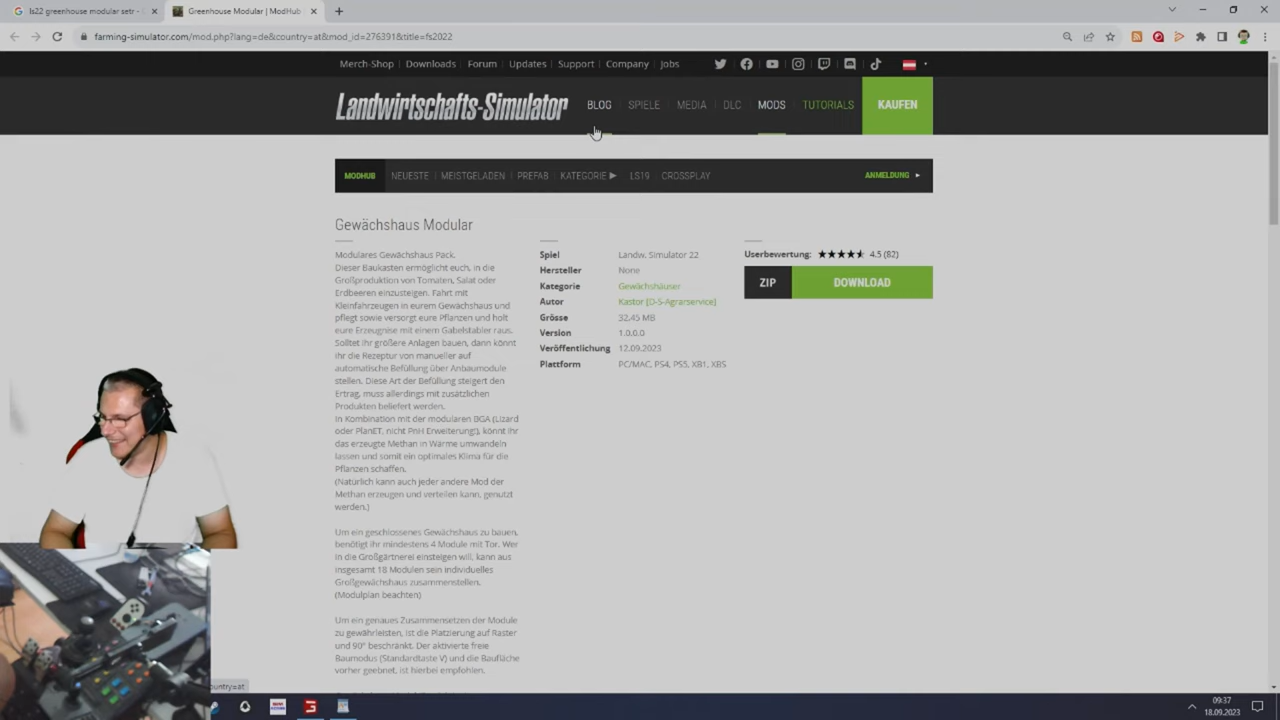 ls22 greenhouse modular setr -
Greenhouse Modular | ModHub
farming-simulator.com/mod.php?lang=de&country=at&mod_id=276391&title=fs2022
Merch-Shop Downloads Forum Updates Support Company Jobs
Landwirtschafts-Simulator
BLOG SPIELE MEDIA DLC MODS TUTORIALS KAUFEN
MODHUB NEUESTE MEISTGELADEN PREFAB KATEGORIE LS19 CROSSPLAY ANMELDUNG
Gewächshaus Modular
Modulares Gewächshaus Pack.
Dieser Baukasten ermöglicht euch, in die
Großproduktion von Tomaten, Salat oder
Erdbeeren einzusteigen. Fahrt mit
Kleinfahrzeugen in eurem Gewächshaus und
pflegt sowie versorgt eure Pflanzen und holt
eure Erzeugnise mit einem Gabelstabler raus.
Solltet ihr größere Anlagen bauen, dann könnt
ihr die Rezeptur von manueller auf
automatische Befüllung über Anbaumodule
stellen. Diese Art der Befüllung steigert den
Ertrag, muss allerdings mit zusätzlichen
Produkten beliefert werden.
In Kombination mit der modularen BGA (Lizard
oder PlanET, nicht PnH Erweiterung!), könnt ihr
das erzeugte Methan in Wärme umwandeln
lassen und somit ein optimales Klima für die
Pflanzen schaffen.
(Natürlich kann auch jeder andere Mod der
Methan erzeugen und verteilen kann, genutzt
werden.)
Um ein geschlossenes Gewächshaus zu bauen,
benötigt ihr mindestens 4 Module mit Tor. Wer
in die Großgärtnerei einsteigen will, kann aus
insgesamt 18 Modulen sein individuelles
Großgewächshaus zusammenstellen.
(Modulplan beachten)
Um ein genaues Zusammensetzen der Module
zu gewährleisten, ist die Platzierung auf Raster
und 90° beschränkt. Der aktivierte freie
Baumodus (Standardtaste V) und die Baufläche
vorher geebnet, ist hierbei empfohlen.
Spiel Landw. Simulator 22
Hersteller None
Kategorie Gewächshäuser
Autor Kastor [D-S-Agrarservice]
Grösse 32.45 MB
Version 1.0.0.0
Veröffentlichung 12.09.2023
Plattform PC/MAC, PS4, PS5, XB1, XBS
Userbewertung: 4.5 (82)
ZIP DOWNLOAD
country=at
09:37
18.09.2023